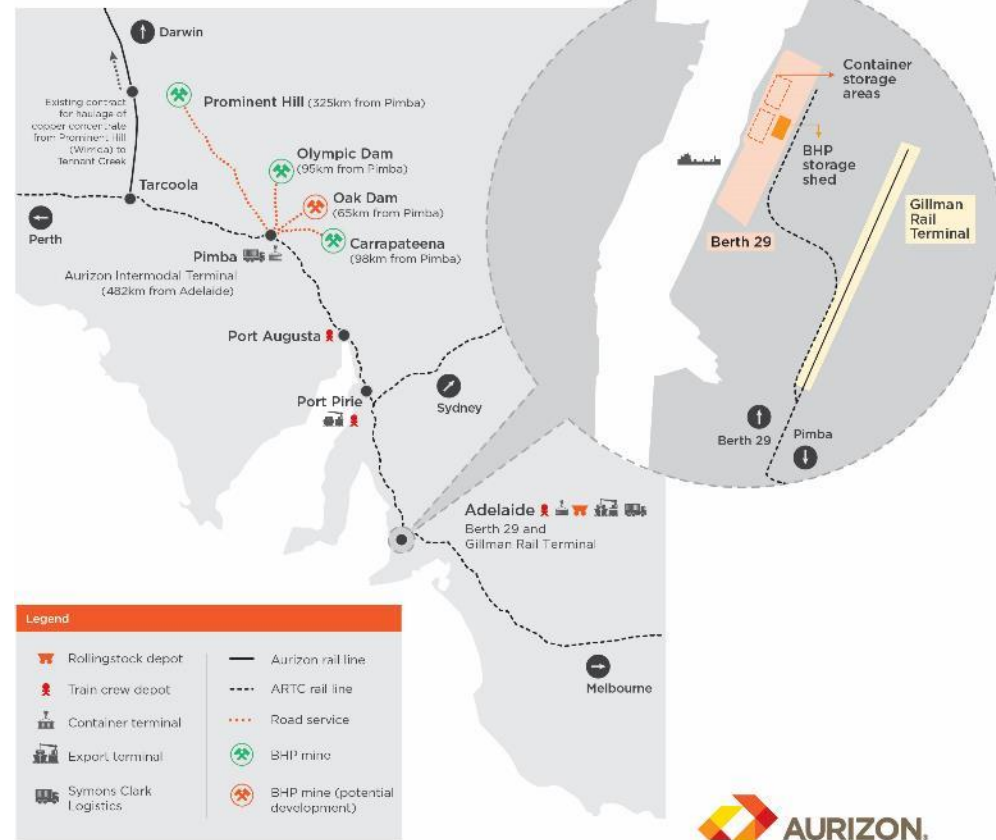 Darwin
Existing contract
for haulage of
copper concentrate
from Prominent Hill
(Wirrida) to
Tennant Creek
Prominent Hill (325km from Pimba)
Olympic Dam
(95km from Pimba)
Oak Dam
(65km from Pimba)
Carrapateena
(98km from Pimba)
Tarcoola
Perth
Pimba
Aurizon Intermodal Terminal
(482km from Adelaide)
Port Augusta
Port Pirie
Sydney
Adelaide
Berth 29 and
Gillman Rail Terminal
Melbourne
Container
storage
areas
BHP
storage
shed
Berth 29
Gillman
Rail
Terminal
Berth 29
Pimba
Legend
Rollingstock depot
Train crew depot
Container terminal
Export terminal
Symons Clark
Logistics
Aurizon rail line
ARTC rail line
Road service
BHP mine
BHP mine (potential
development)
AURIZON.